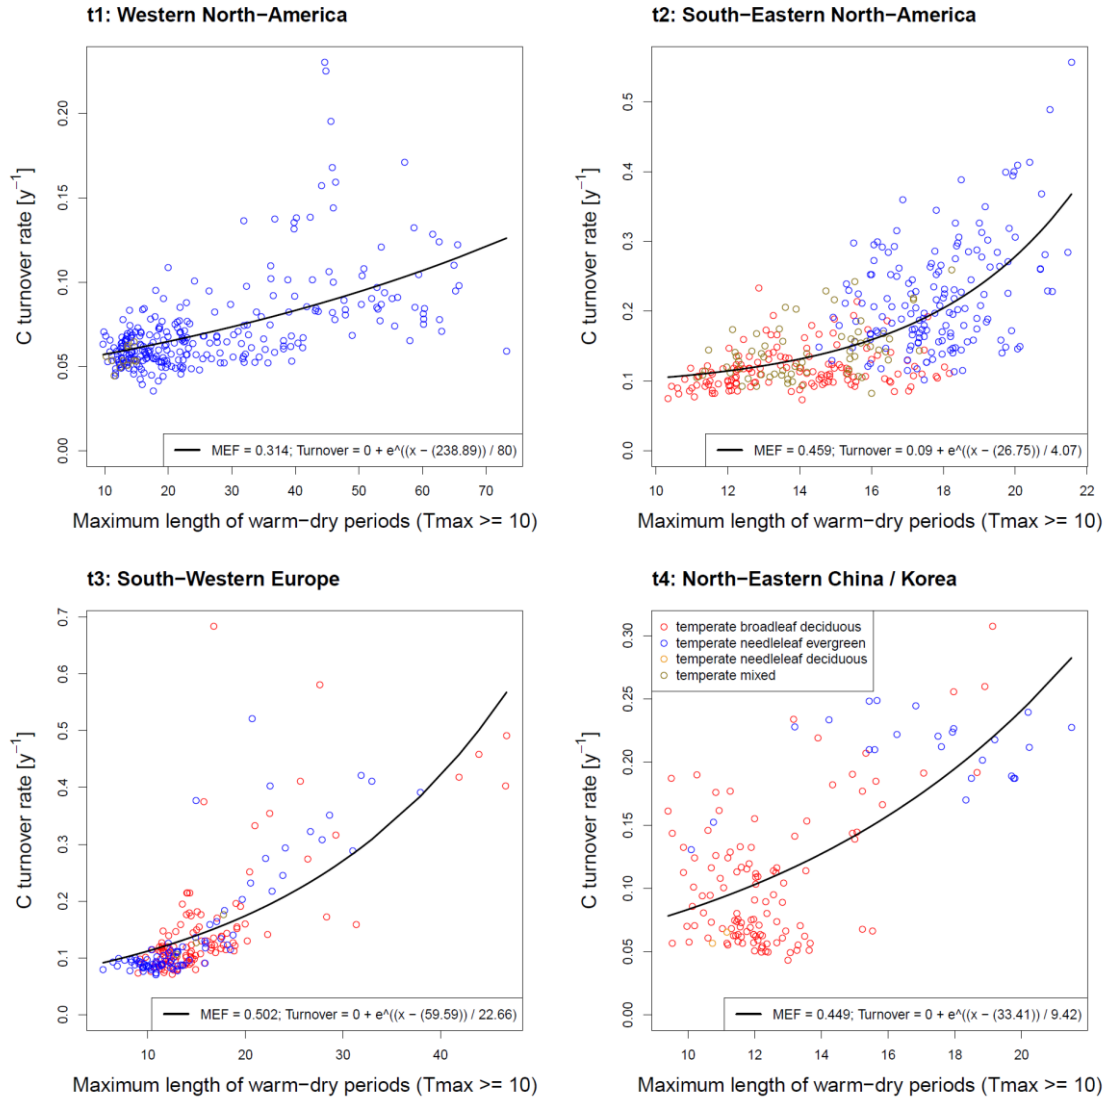 t1: Western North−America
C turnover rate [y−1]
0.00 0.05 0.10 0.15 0.20
MEF = 0.314; Turnover = 0 + e^((x − (238.89)) / 80)
10 20 30 40 50 60 70
Maximum length of warm−dry periods (Tmax >= 10)
t2: South−Eastern North−America
C turnover rate [y−1]
0.0 0.1 0.2 0.3 0.4 0.5
MEF = 0.459; Turnover = 0.09 + e^((x − (26.75)) / 4.07)
10 12 14 16 18 20 22
Maximum length of warm−dry periods (Tmax >= 10)
t3: South−Western Europe
C turnover rate [y−1]
0.0 0.1 0.2 0.3 0.4 0.5 0.6 0.7
MEF = 0.502; Turnover = 0 + e^((x − (59.59)) / 22.66)
10 20 30 40
Maximum length of warm−dry periods (Tmax >= 10)
t4: North−Eastern China / Korea
C turnover rate [y−1]
0.00 0.05 0.10 0.15 0.20 0.25 0.30
temperate broadleaf deciduous
temperate needleleaf evergreen
temperate needleleaf deciduous
temperate mixed
MEF = 0.449; Turnover = 0 + e^((x − (33.41)) / 9.42)
10 12 14 16 18 20
Maximum length of warm−dry periods (Tmax >= 10)